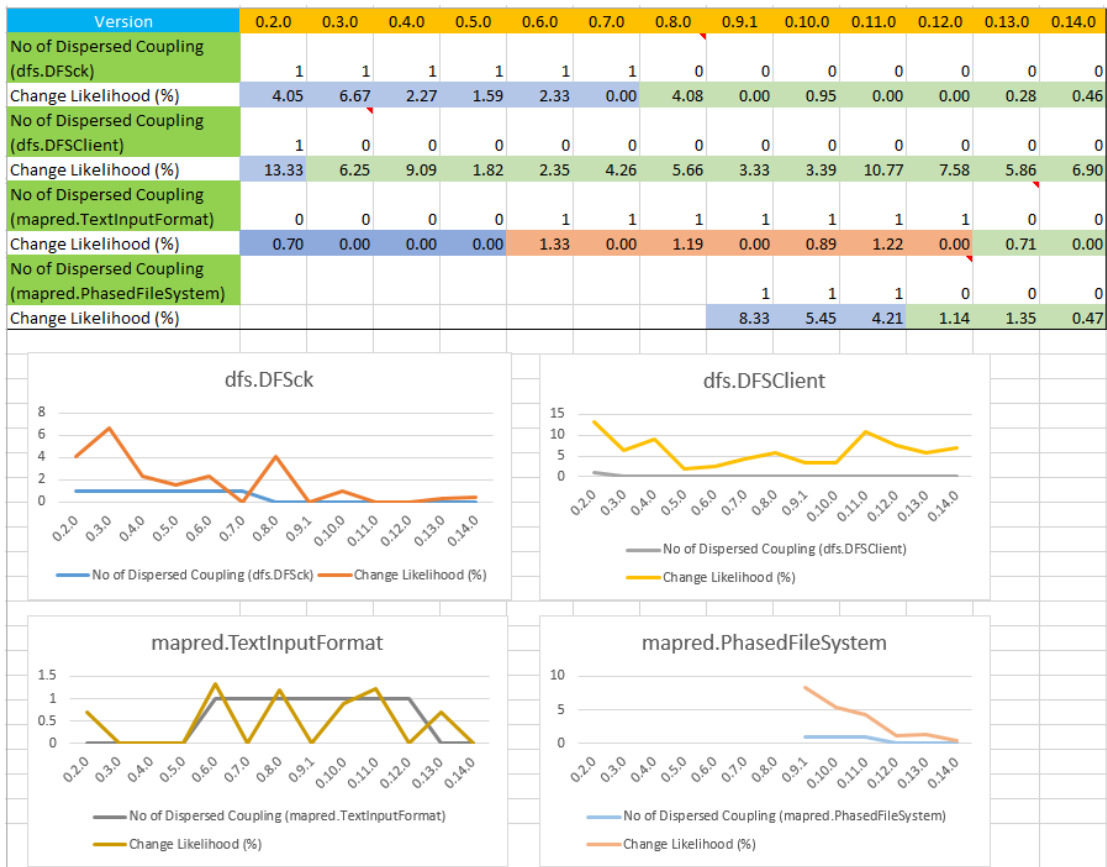 Version 0.2.0 0.3.0 0.4.0 0.5.0 0.6.0 0.7.0 0.8.0 0.9.1 0.10.0 0.11.0 0.12.0 0.13.0 0.14.0
No of Dispersed Coupling
(dfs.DFSck) 1 1 1 1 1 1 0 0 0 0 0 0 0
Change Likelihood (%) 4.05 6.67 2.27 1.59 2.33 0.00 4.08 0.00 0.95 0.00 0.00 0.28 0.46
No of Dispersed Coupling
(dfs.DFSClient) 1 0 0 0 0 0 0 0 0 0 0 0 0
Change Likelihood (%) 13.33 6.25 9.09 1.82 2.35 4.26 5.66 3.33 3.39 10.77 7.58 5.86 6.90
No of Dispersed Coupling
(mapred.TextInputFormat) 0 0 0 0 1 1 1 1 1 1 1 0 0
Change Likelihood (%) 0.70 0.00 0.00 0.00 1.33 0.00 1.19 0.00 0.89 1.22 0.00 0.71 0.00
No of Dispersed Coupling
(mapred.PhasedFileSystem) 1 1 1 0 0 0
Change Likelihood (%) 8.33 5.45 4.21 1.14 1.35 0.47
dfs.DFSck
8
6
4
2
0
0.2.0 0.3.0 0.4.0 0.5.0 0.6.0 0.7.0 0.8.0 0.9.1 0.10.0 0.11.0 0.12.0 0.13.0 0.14.0
No of Dispersed Coupling (dfs.DFSck) Change Likelihood (%)
dfs.DFSClient
15
10
5
0
0.2.0 0.3.0 0.4.0 0.5.0 0.6.0 0.7.0 0.8.0 0.9.1 0.10.0 0.11.0 0.12.0 0.13.0 0.14.0
No of Dispersed Coupling (dfs.DFSClient)
Change Likelihood (%)
mapred.TextInputFormat
1.5
1
0.5
0
0.2.0 0.3.0 0.4.0 0.5.0 0.6.0 0.7.0 0.8.0 0.9.1 0.10.0 0.11.0 0.12.0 0.13.0 0.14.0
No of Dispersed Coupling (mapred.TextInputFormat)
Change Likelihood (%)
mapred.PhasedFileSystem
10
5
0
0.2.0 0.3.0 0.4.0 0.5.0 0.6.0 0.7.0 0.8.0 0.9.1 0.10.0 0.11.0 0.12.0 0.13.0 0.14.0
No of Dispersed Coupling (mapred.PhasedFileSystem)
Change Likelihood (%)